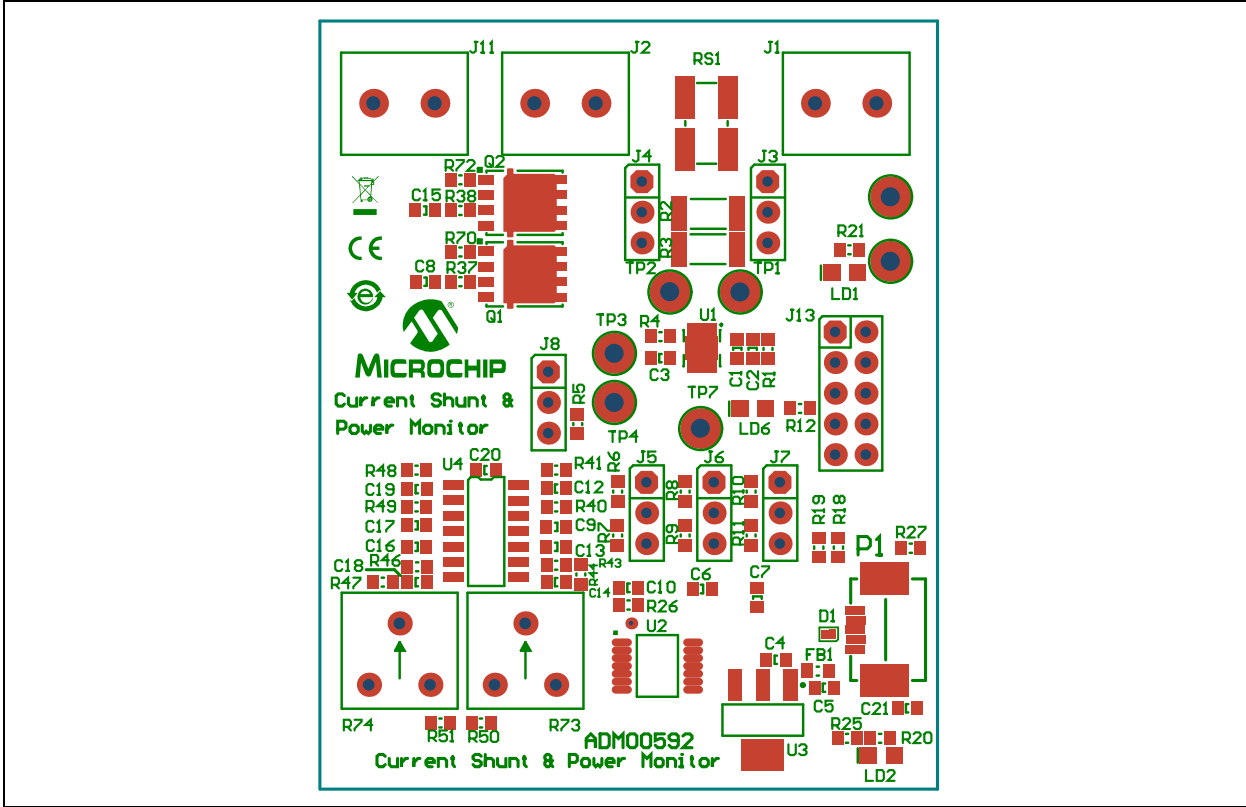 J11 J2 J1
RS1
J4 J3
R72 Q2
C15 R38
R2
R70
R3
R21
C8 R37
TP2 TP1
LD1
Q1
TP3 R4 U1 J13
®
MICROCHIP
J8
C3 C1 C2 R1
R5
TP7
Current Shunt &
Power Monitor
TP4
LD6 R12
C20
R48 U4 R41 R6 J5 J6 J7
C19 C12 R8 R10
R49 R40
C17 C9 R7 R9 R11 R19 R18
C16 C13 P1 R27
C18 R46 R43
R47 R44 C14 C10 C6 C7
R26
U2 D1
C4 FB1
C5 C21
R74 R51 R50 R73
ADM00592 R25 R20
Current Shunt & Power Monitor U3
LD2
CE
e